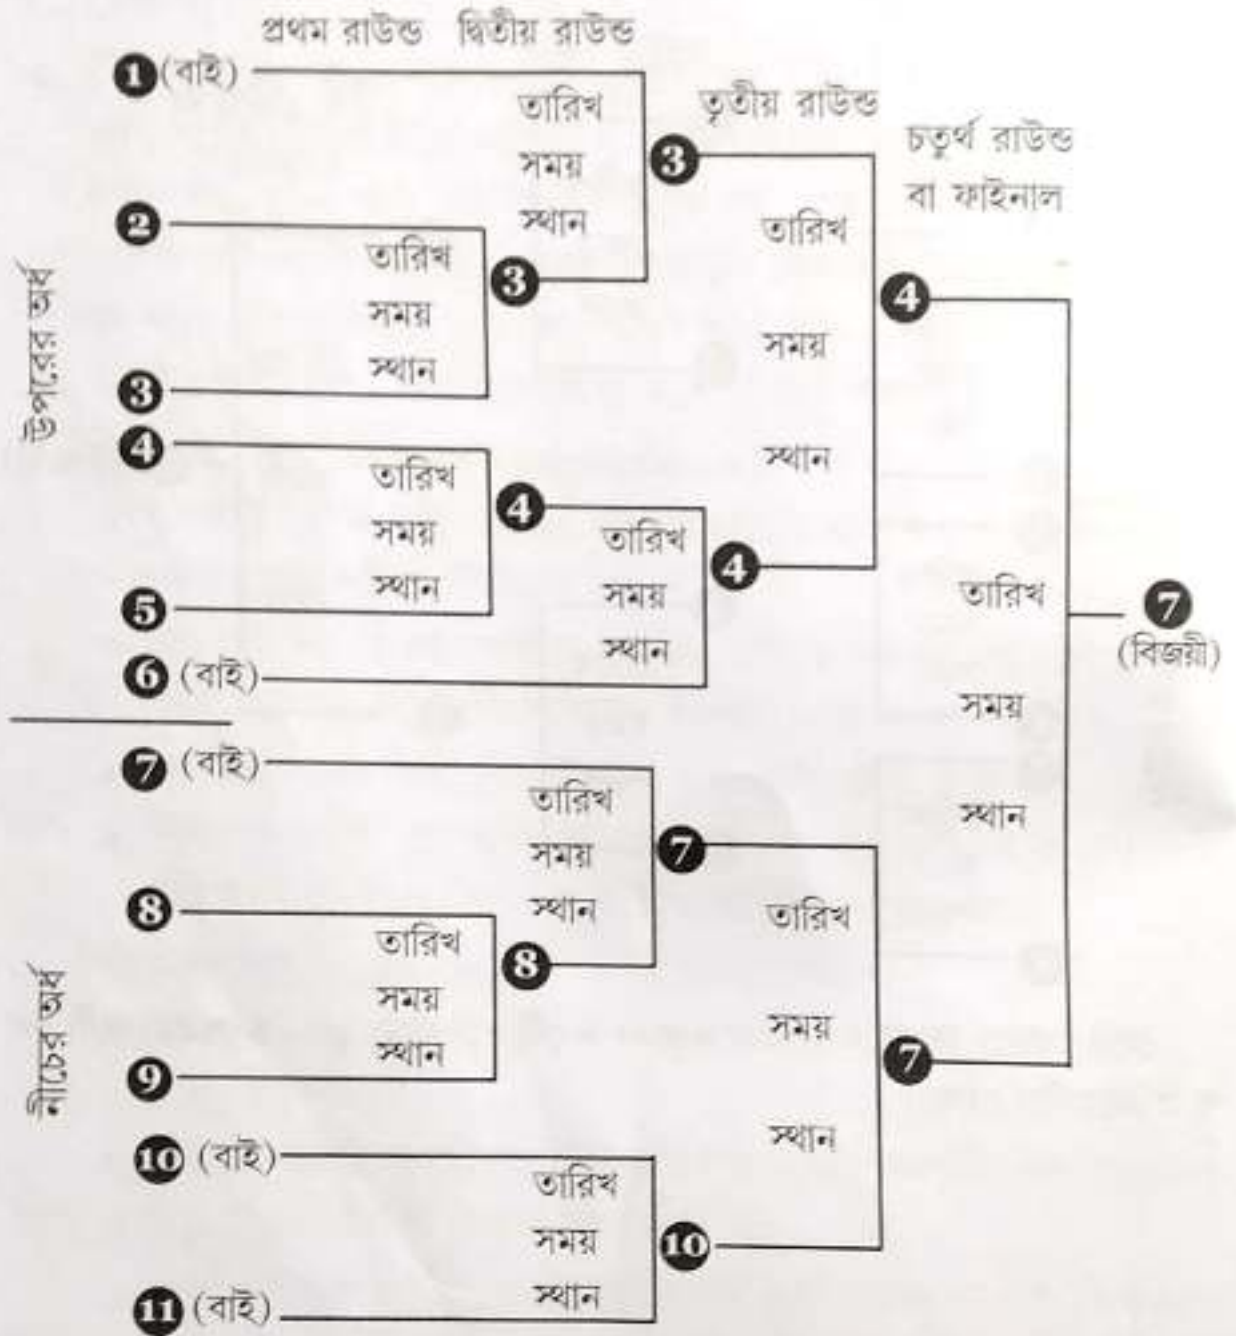 প্রথম রাউন্ড দ্বিতীয় রাউন্ড
1 (বাই)
তারিখ
সময়
স্থান
3
তৃতীয় রাউন্ড
চতুর্থ রাউন্ড
বা ফাইনাল
উপরের অর্ধ
2
তারিখ
সময়
স্থান
3
3
তারিখ
সময়
স্থান
4
4
তারিখ
সময়
স্থান
4
5
তারিখ
সময়
স্থান
4
6 (বাই)
তারিখ
সময়
স্থান
7
(বিজয়ী)
নীচের অর্ধ
7 (বাই)
তারিখ
সময়
স্থান
7
8
তারিখ
সময়
স্থান
8
9
তারিখ
সময়
স্থান
7
10 (বাই)
তারিখ
সময়
স্থান
10
11 (বাই)